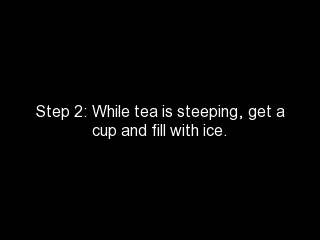 Step 2: While tea is steeping, get a
cup and fill with ice.